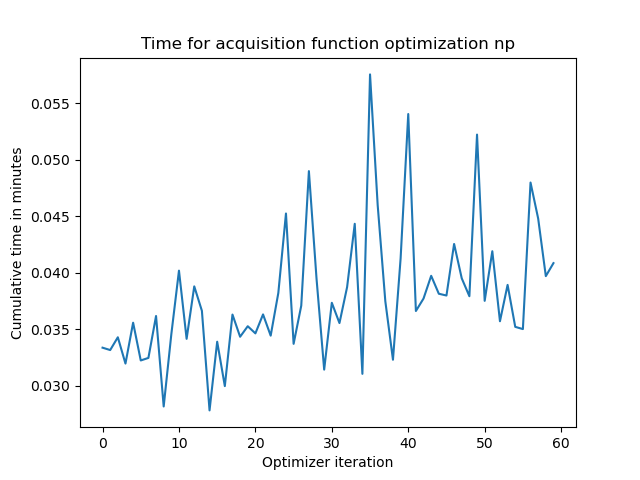 Time for acquisition function optimization np
Cumulative time in minutes
0.055
0.050
0.045
0.040
0.035
0.030
0 10 20 30 40 50 60
Optimizer iteration